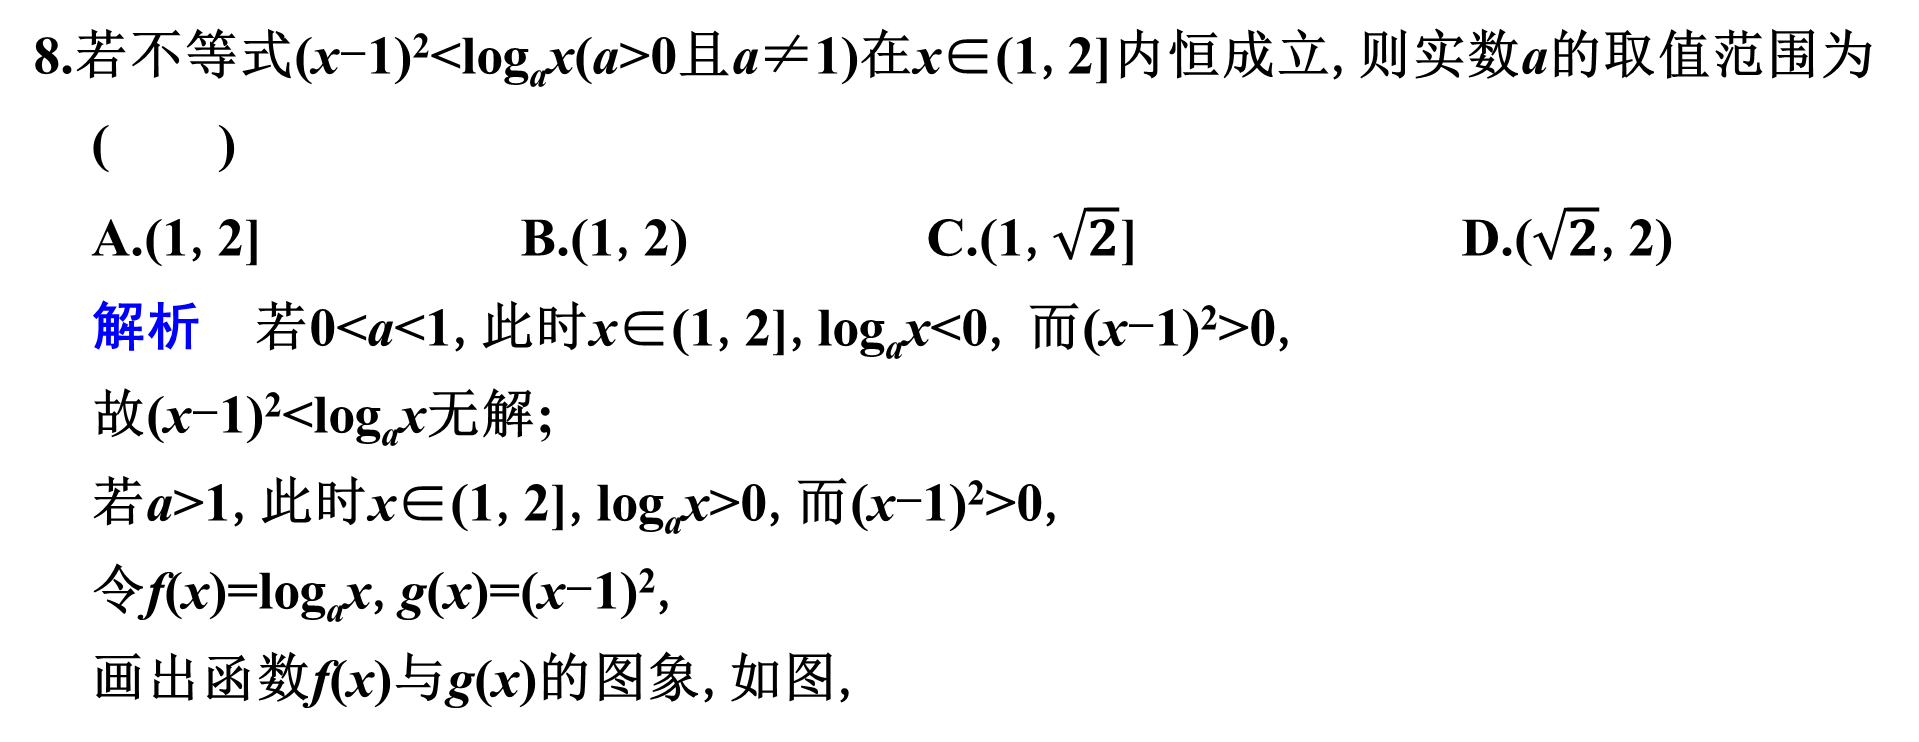 8.若不等式(x−1)²<logₐx(a>0且a≠1)在x∈(1, 2]内恒成立, 则实数a的取值范围为
(　　)
A.(1, 2]　　B.(1, 2)　　C.(1, √2]　　D.(√2, 2)
解析　若0<a<1, 此时x∈(1, 2], logₐx<0, 而(x−1)²>0,
故(x−1)²<logₐx无解;
若a>1, 此时x∈(1, 2], logₐx>0, 而(x−1)²>0,
令f(x)=logₐx, g(x)=(x−1)²,
画出函数f(x)与g(x)的图象, 如图,